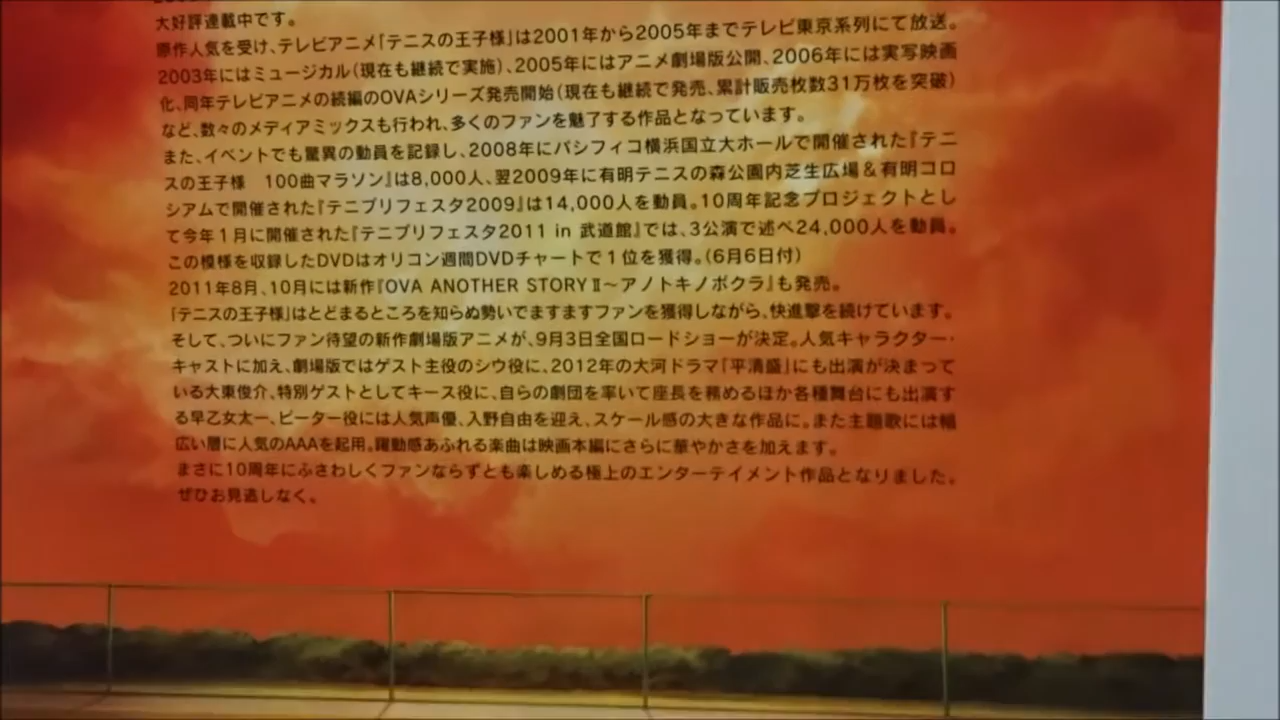 大好評連載中です。
原作人気を受け、テレビアニメ「テニスの王子様」は2001年から2005年までテレビ東京系列にて放送。
2003年にはミュージカル(現在も継続で実施)、2005年にはアニメ劇場版公開、2006年には実写映画
化、同年テレビアニメの続編のOVAシリーズ発売開始(現在も継続で発売、累計販売枚数31万枚を突破)
など、数々のメディアミックスも行われ、多くのファンを魅了する作品となっています。
また、イベントでも驚異の動員を記録し、2008年にパシフィコ横浜国立大ホールで開催された『テニ
スの王子様　100曲マラソン』は8,000人、翌2009年に有明テニスの森公園内芝生広場&有明コロ
シアムで開催された『テニプリフェスタ2009』は14,000人を動員。10周年記念プロジェクトとし
て今年1月に開催された『テニプリフェスタ2011 in 武道館』では、3公演で述べ24,000人を動員。
この模様を収録したDVDはオリコン週間DVDチャートで1位を獲得。(6月6日付)
2011年8月、10月には新作『OVA ANOTHER STORYⅡ〜アノトキノボクラ』も発売。
「テニスの王子様」はとどまるところを知らぬ勢いでますますファンを獲得しながら、快進撃を続けています。
そして、ついにファン待望の新作劇場版アニメが、9月3日全国ロードショーが決定。人気キャラクター・
キャストに加え、劇場版ではゲスト主役のシウ役に、2012年の大河ドラマ「平清盛」にも出演が決まって
いる大東俊介、特別ゲストとしてキース役に、自らの劇団を率いて座長を務めるほか各種舞台にも出演す
る早乙女太一、ピーター役には人気声優、入野自由を迎え、スケール感の大きな作品に。また主題歌には幅
広い層に人気のAAAを起用。躍動感あふれる楽曲は映画本編にさらに華やかさを加えます。
まさに10周年にふさわしくファンならずとも楽しめる極上のエンターテイメント作品となりました。
ぜひお見逃しなく。